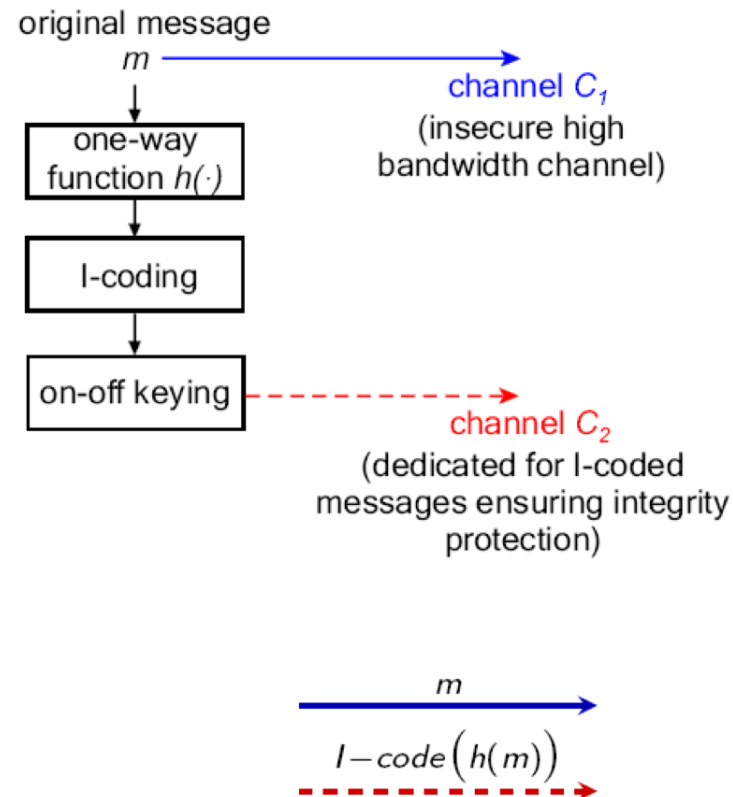 original message
m
channel C₁
(insecure high
bandwidth channel)
one-way
function h(·)
I-coding
on-off keying
channel C₂
(dedicated for I-coded
messages ensuring integrity
protection)
m
I−code(h(m))